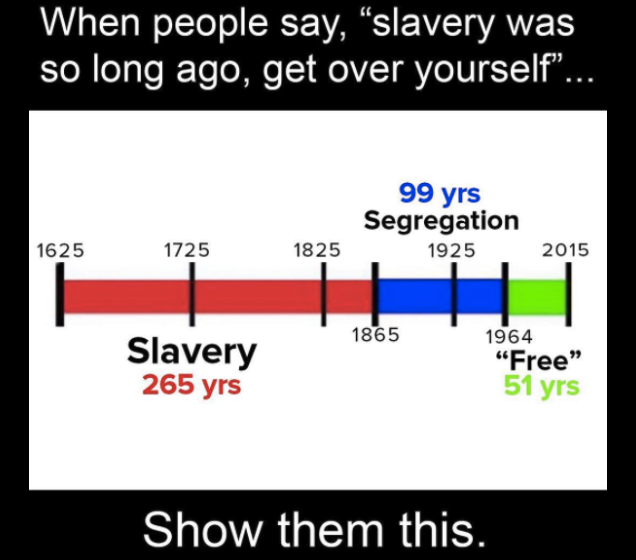 When people say, “slavery was
so long ago, get over yourself”...
99 yrs
Segregation
1625 1725 1825 1925 2015
1865 1964
Slavery
265 yrs
“Free”
51 yrs
Show them this.